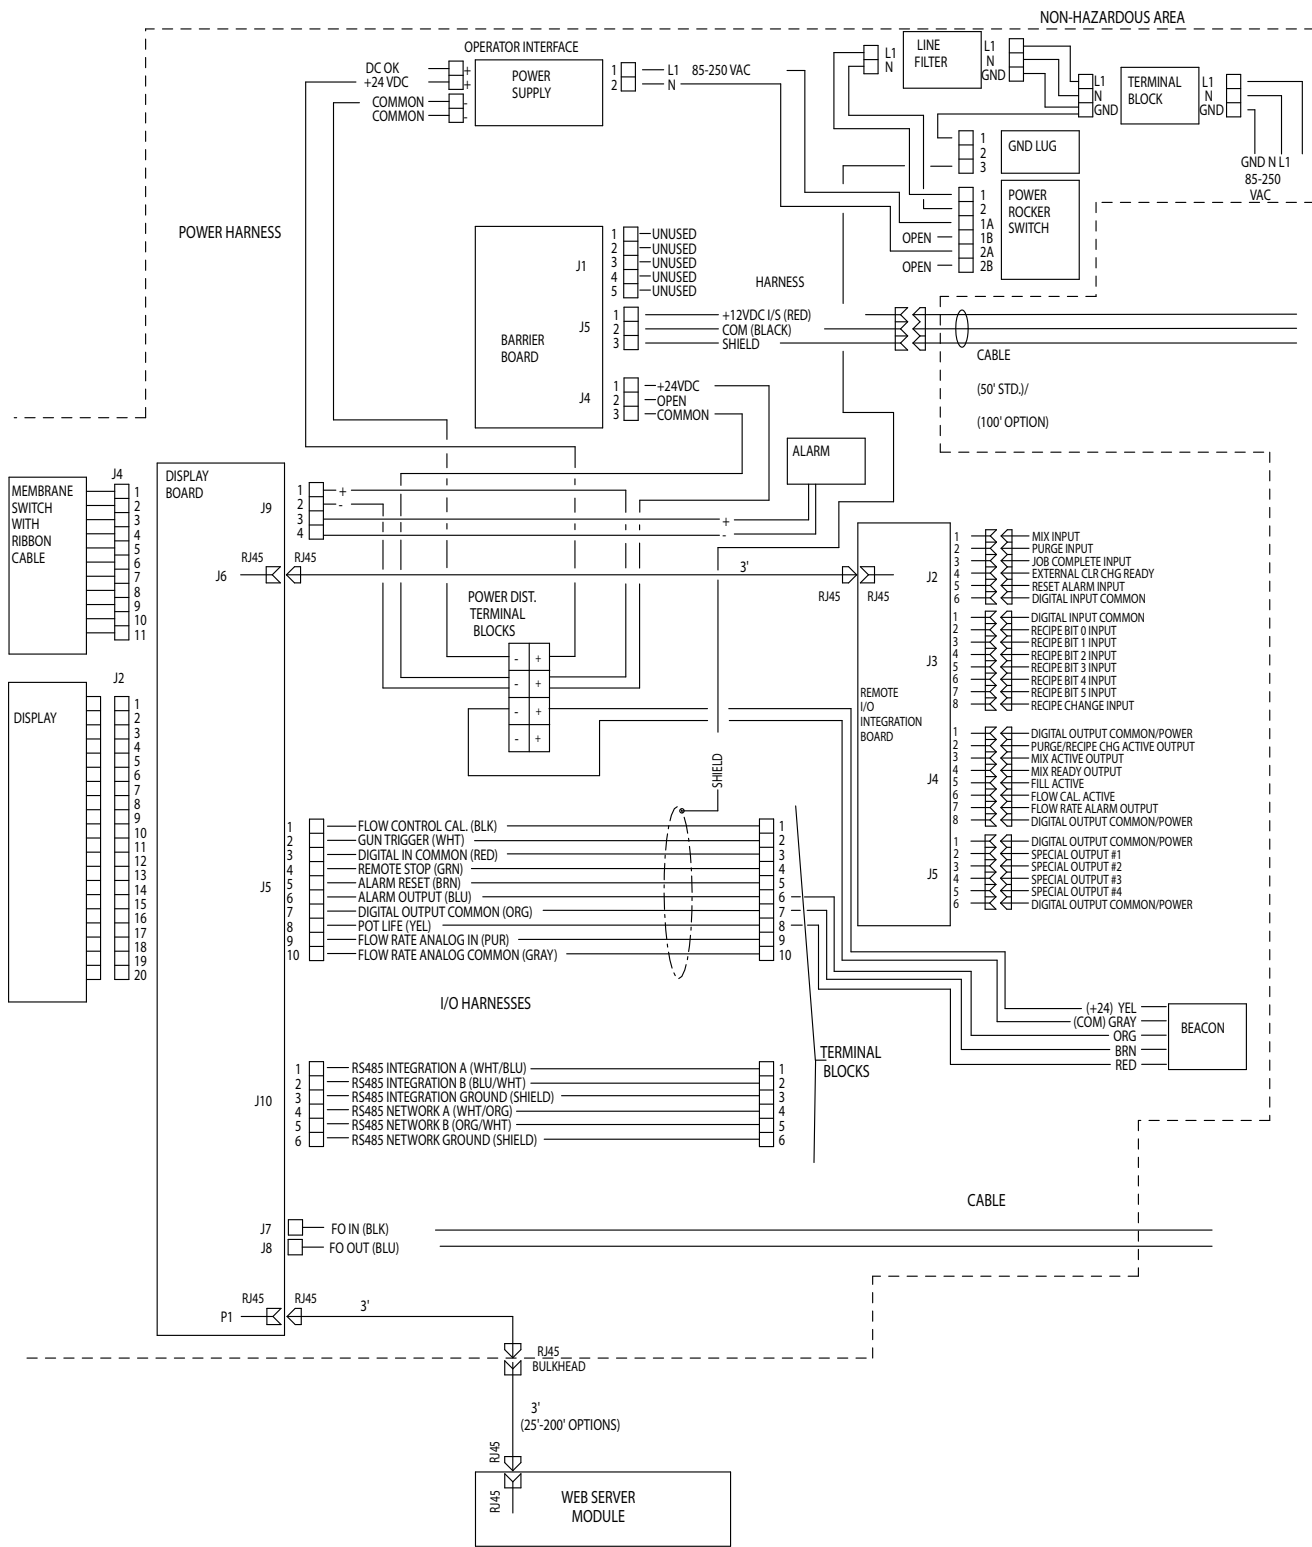 NON-HAZARDOUS AREA
OPERATOR INTERFACE
DC OK
+24 VDC
COMMON
COMMON
+
+
-
-
POWER
SUPPLY
1
2
L1 85-250 VAC
N
L1
N
LINE
FILTER
L1
N
GND
L1
N
GND
TERMINAL
BLOCK
L1
N
GND
GND N L1
85-250
VAC
1
2
3
GND LUG
1
2
1A
1B
2A
2B
OPEN
OPEN
POWER
ROCKER
SWITCH
POWER HARNESS
BARRIER
BOARD
J1
1 UNUSED
2 UNUSED
3 UNUSED
4 UNUSED
5 UNUSED
HARNESS
J5
1 +12VDC I/S (RED)
2 COM (BLACK)
3 SHIELD
CABLE
(50' STD.)/
(100' OPTION)
J4
1 +24VDC
2 OPEN
3 COMMON
ALARM
MEMBRANE
SWITCH
WITH
RIBBON
CABLE
J4
1
2
3
4
5
6
7
8
9
10
11
DISPLAY
BOARD
J9
1 +
2 -
3
4
+
-
J6
RJ45
RJ45
3'
RJ45
RJ45
POWER DIST.
TERMINAL
BLOCKS
- +
- +
- +
- +
SHIELD
DISPLAY
J2
1
2
3
4
5
6
7
8
9
10
11
12
13
14
15
16
17
18
19
20
REMOTE
I/O
INTEGRATION
BOARD
J2
1 MIX INPUT
2 PURGE INPUT
3 JOB COMPLETE INPUT
4 EXTERNAL CLR CHG READY
5 RESET ALARM INPUT
6 DIGITAL INPUT COMMON
J3
1 DIGITAL INPUT COMMON
2 RECIPE BIT 0 INPUT
3 RECIPE BIT 1 INPUT
4 RECIPE BIT 2 INPUT
5 RECIPE BIT 3 INPUT
6 RECIPE BIT 4 INPUT
7 RECIPE BIT 5 INPUT
8 RECIPE CHANGE INPUT
J4
1 DIGITAL OUTPUT COMMON/POWER
2 PURGE/RECIPE CHG ACTIVE OUTPUT
3 MIX ACTIVE OUTPUT
4 MIX READY OUTPUT
5 FILL ACTIVE
6 FLOW CAL. ACTIVE
7 FLOW RATE ALARM OUTPUT
8 DIGITAL OUTPUT COMMON/POWER
J5
1 DIGITAL OUTPUT COMMON/POWER
2 SPECIAL OUTPUT #1
3 SPECIAL OUTPUT #2
4 SPECIAL OUTPUT #3
5 SPECIAL OUTPUT #4
6 DIGITAL OUTPUT COMMON/POWER
J5
1 FLOW CONTROL CAL. (BLK) 1
2 GUN TRIGGER (WHT) 2
3 DIGITAL IN COMMON (RED) 3
4 REMOTE STOP (GRN) 4
5 ALARM RESET (BRN) 5
6 ALARM OUTPUT (BLU) 6
7 DIGITAL OUTPUT COMMON (ORG) 7
8 POT LIFE (YEL) 8
9 FLOW RATE ANALOG IN (PUR) 9
10 FLOW RATE ANALOG COMMON (GRAY) 10
I/O HARNESSES
(+24) YEL
(COM) GRAY
ORG
BRN
RED
BEACON
TERMINAL
BLOCKS
J10
1 RS485 INTEGRATION A (WHT/BLU) 1
2 RS485 INTEGRATION B (BLU/WHT) 2
3 RS485 INTEGRATION GROUND (SHIELD) 3
4 RS485 NETWORK A (WHT/ORG) 4
5 RS485 NETWORK B (ORG/WHT) 5
6 RS485 NETWORK GROUND (SHIELD) 6
CABLE
J7 FO IN (BLK)
J8 FO OUT (BLU)
P1
RJ45
RJ45
3'
RJ45
BULKHEAD
3'
(25'-200' OPTIONS)
RJ45
RJ45
WEB SERVER
MODULE